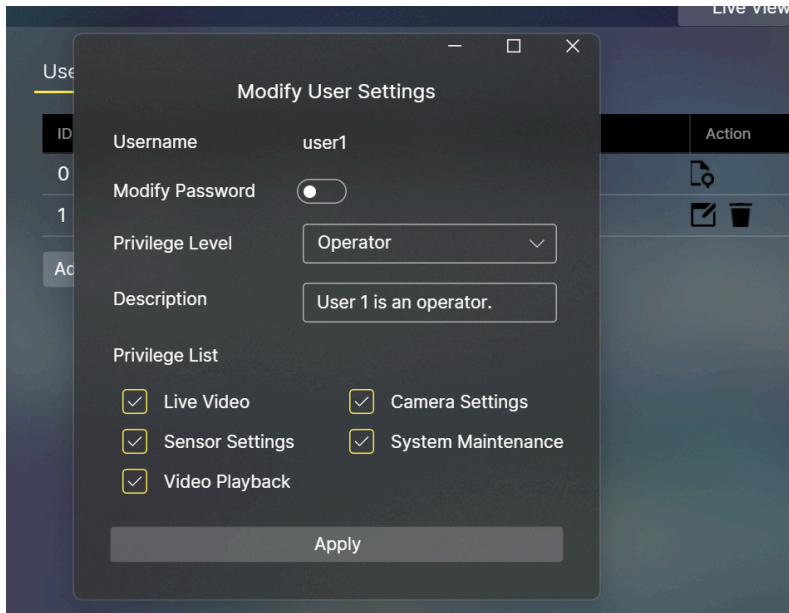 Live View
Use
Modify User Settings
ID
Username
user1
Action
0
Modify Password
1
Privilege Level
Operator
Ad
Description
User 1 is an operator.
Privilege List
Live Video
Camera Settings
Sensor Settings
System Maintenance
Video Playback
Apply